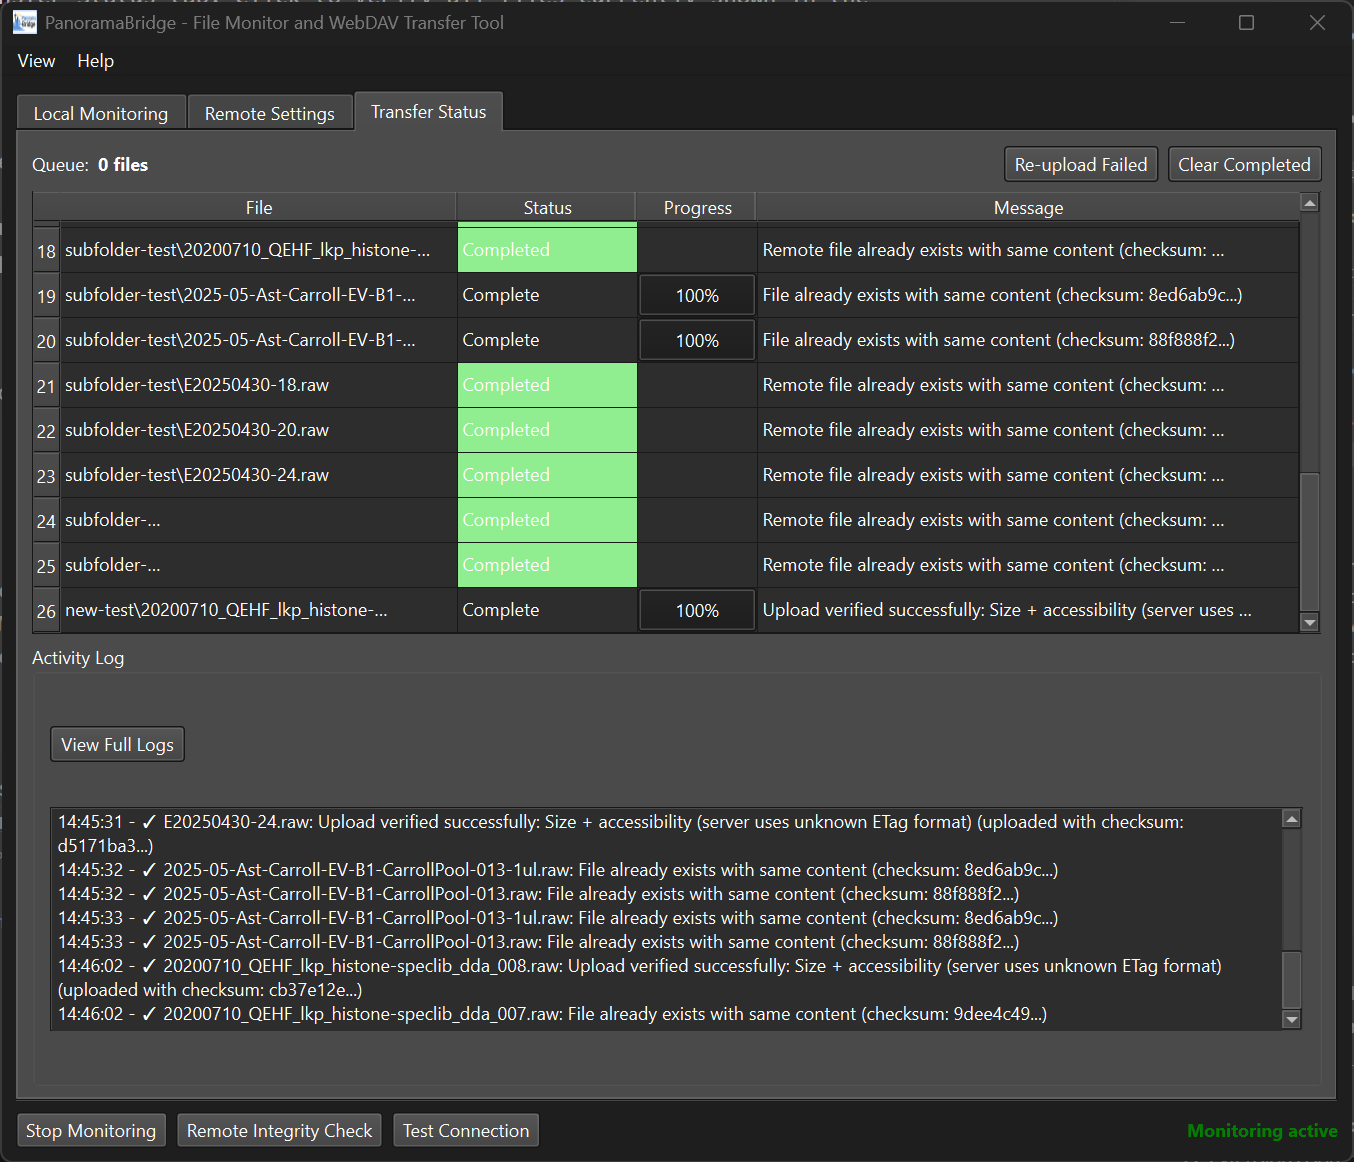 PanoramaBridge - File Monitor and WebDAV Transfer Tool
View Help
Local Monitoring Remote Settings Transfer Status
Queue: 0 files Re-upload Failed Clear Completed
File Status Progress Message
18 subfolder-test\20200710_QEHF_lkp_histone-... Completed Remote file already exists with same content (checksum: ...
19 subfolder-test\2025-05-Ast-Carroll-EV-B1-... Complete 100% File already exists with same content (checksum: 8ed6ab9c...)
20 subfolder-test\2025-05-Ast-Carroll-EV-B1-... Complete 100% File already exists with same content (checksum: 88f888f2...)
21 subfolder-test\E20250430-18.raw Completed Remote file already exists with same content (checksum: ...
22 subfolder-test\E20250430-20.raw Completed Remote file already exists with same content (checksum: ...
23 subfolder-test\E20250430-24.raw Completed Remote file already exists with same content (checksum: ...
24 subfolder-... Completed Remote file already exists with same content (checksum: ...
25 subfolder-... Completed Remote file already exists with same content (checksum: ...
26 new-test\20200710_QEHF_lkp_histone-... Complete 100% Upload verified successfully: Size + accessibility (server uses ...
Activity Log
View Full Logs
14:45:31 - ✓ E20250430-24.raw: Upload verified successfully: Size + accessibility (server uses unknown ETag format) (uploaded with checksum:
d5171ba3...)
14:45:32 - ✓ 2025-05-Ast-Carroll-EV-B1-CarrollPool-013-1ul.raw: File already exists with same content (checksum: 8ed6ab9c...)
14:45:32 - ✓ 2025-05-Ast-Carroll-EV-B1-CarrollPool-013.raw: File already exists with same content (checksum: 88f888f2...)
14:45:33 - ✓ 2025-05-Ast-Carroll-EV-B1-CarrollPool-013-1ul.raw: File already exists with same content (checksum: 8ed6ab9c...)
14:45:33 - ✓ 2025-05-Ast-Carroll-EV-B1-CarrollPool-013.raw: File already exists with same content (checksum: 88f888f2...)
14:46:02 - ✓ 20200710_QEHF_lkp_histone-speclib_dda_008.raw: Upload verified successfully: Size + accessibility (server uses unknown ETag format)
(uploaded with checksum: cb37e12e...)
14:46:02 - ✓ 20200710_QEHF_lkp_histone-speclib_dda_007.raw: File already exists with same content (checksum: 9dee4c49...)
Stop Monitoring Remote Integrity Check Test Connection Monitoring active